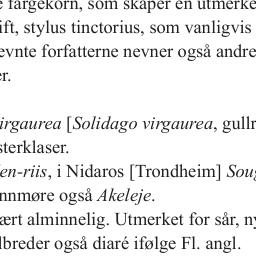 fargekorn, som skaper en utmerke
ift, stylus tinctorius, som vanligvis
evnte forfatterne nevner også andre
er.
irgaurea [Solidago virgaurea, gullr
sterklaser.
en-riis, i Nidaros [Trondheim] Soug
nnmøre også Akeleje.
ært alminnelig. Utmerket for sår, ny
lbreder også diaré ifølge Fl. angl.